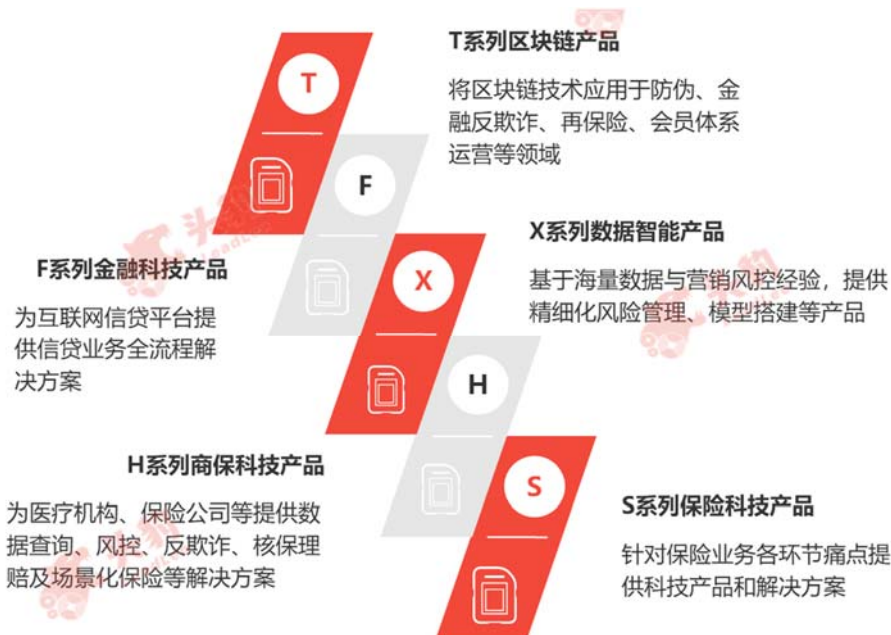 T系列区块链产品
T
将区块链技术应用于防伪、金
融反欺诈、再保险、会员体系
运营等领域
F
X系列数据智能产品
F系列金融科技产品
X
基于海量数据与营销风控经验，提供
精细化风险管理、模型搭建等产品
为互联网信贷平台提
供信贷业务全流程解
决方案
H
H系列商保科技产品
S
S系列保险科技产品
为医疗机构、保险公司等提供数
据查询、风控、反欺诈、核保理
赔及场景化保险等解决方案
针对保险业务各环节痛点提
供科技产品和解决方案
头豹
头豹
头豹